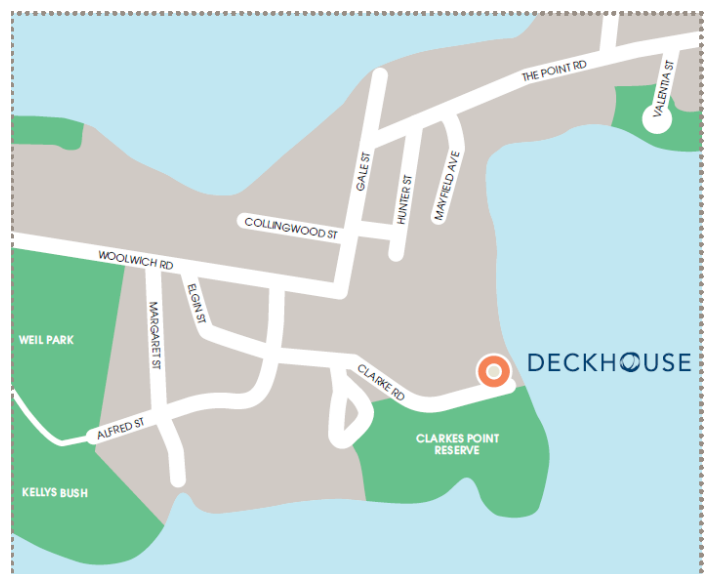 THE POINT RD
VALENTIA ST
GALE ST
HUNTER ST
MAYFIELD AVE
COLLINGWOOD ST
WOOLWICH RD
ELGIN ST
MARGARET ST
WEIL PARK
DECKHOUSE
CLARKE RD
ALFRED ST
CLARKES POINT
RESERVE
KELLYS BUSH